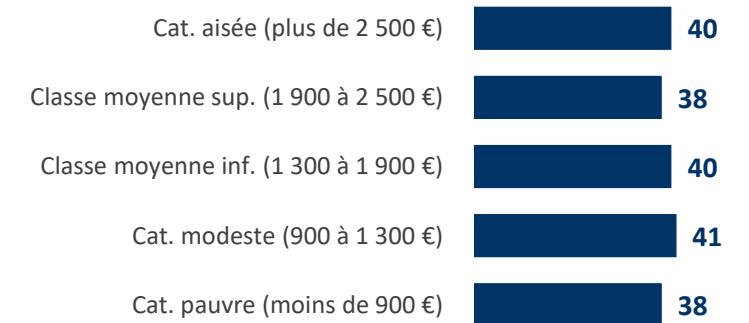 Cat. aisée (plus de 2 500 €) 40
Classe moyenne sup. (1 900 à 2 500 €) 38
Classe moyenne inf. (1 300 à 1 900 €) 40
Cat. modeste (900 à 1 300 €) 41
Cat. pauvre (moins de 900 €) 38